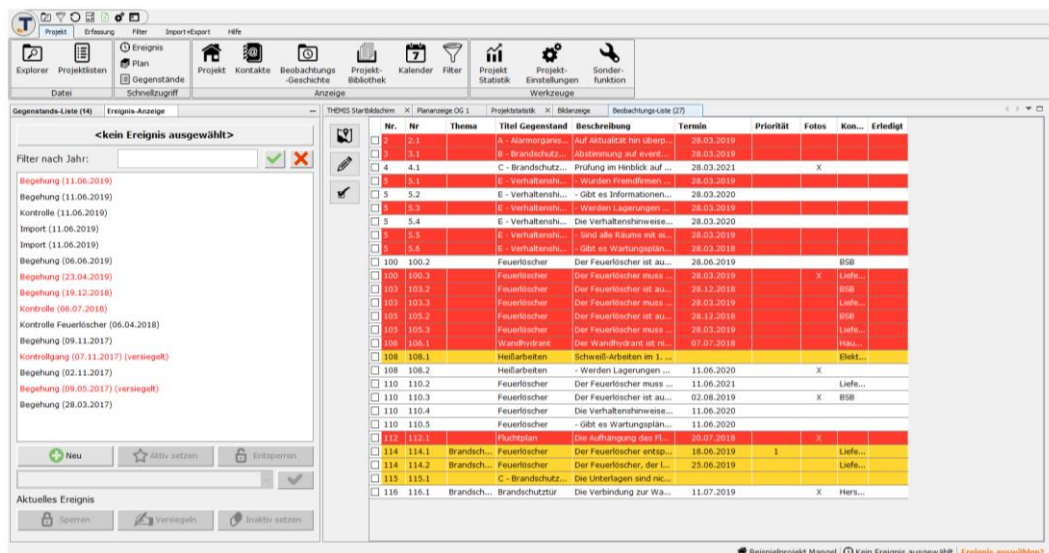 Projekt Erfassung Filter Import+Export Hilfe
Explorer Projektlisten
Ereignis
Plan
Gegenstände
Projekt Kontakte Beobachtungs-Geschichte Projekt-Bibliothek Kalender Filter
Projekt Statistik Projekt-Einstellungen Sonder-funktion
Datei Schnellzugriff Anzeige Werkzeuge
Gegenstands-Liste (14) Ereignis-Anzeige
THEMIS Startbildschirm Plananzeige OG 1 Projektstatistik Bildanzeige Beobachtungs-Liste (27)
<kein Ereignis ausgewählt>
Filter nach Jahr:
Begehung (11.06.2019)
Begehung (11.06.2019)
Kontrolle (11.06.2019)
Import (11.06.2019)
Import (11.06.2019)
Begehung (06.06.2019)
Begehung (23.04.2019)
Begehung (19.12.2018)
Kontrolle (06.07.2018)
Kontrolle Feuerlöscher (06.04.2018)
Begehung (09.11.2017)
Kontrollgang (07.11.2017) (versiegelt)
Begehung (02.11.2017)
Begehung (09.05.2017) (versiegelt)
Begehung (28.03.2017)
Neu Aktiv setzen Entsperren
Aktuelles Ereignis
Sperren Versiegeln Inaktiv setzen
Nr. Nr Thema Titel Gegenstand Beschreibung Termin Priorität Fotos Kon... Erledigt
2 2.1 A - Alarmorganis... Auf Aktualität hin überp... 28.03.2019
3 3.1 B - Brandschutz... Abstimmung auf event... 28.03.2019
4 4.1 C - Brandschutz... Prüfung im Hinblick auf ... 28.03.2021 X
5 5.1 E - Verhaltenshi... - Wurden Fremdfirmen ... 28.03.2019
5 5.2 E - Verhaltenshi... - Gibt es Informationen... 28.03.2020
5 5.3 E - Verhaltenshi... - Werden Lagerungen ... 28.03.2019
5 5.4 E - Verhaltenshi... Die Verhaltenshinweise... 28.03.2020
5 5.5 E - Verhaltenshi... - Sind alle Räume mit ei... 28.03.2018
5 5.6 E - Verhaltenshi... - Gibt es Wartungsplän... 28.03.2018
100 100.2 Feuerlöscher Der Feuerlöscher ist au... 28.06.2019 BSB
100 100.3 Feuerlöscher Der Feuerlöscher muss ... 28.03.2019 X Liefe...
103 103.2 Feuerlöscher Der Feuerlöscher ist au... 28.12.2018 BSB
103 103.3 Feuerlöscher Der Feuerlöscher muss ... 28.03.2019 Liefe...
105 105.2 Feuerlöscher Der Feuerlöscher ist au... 28.12.2018 BSB
105 105.3 Feuerlöscher Der Feuerlöscher muss ... 28.03.2019 Liefe...
106 106.1 Wandhydrant Der Wandhydrant ist ni... 07.07.2018 Hau...
108 108.1 Heißarbeiten Schweiß-Arbeiten im 1. ... Elekt...
108 108.2 Heißarbeiten - Werden Lagerungen ... 11.06.2020 X
110 110.2 Feuerlöscher Der Feuerlöscher muss ... 11.06.2021 Liefe...
110 110.3 Feuerlöscher Der Feuerlöscher ist au... 02.08.2019 X BSB
110 110.4 Feuerlöscher Die Verhaltenshinweise... 11.06.2020
110 110.5 Feuerlöscher - Gibt es Wartungsplän... 11.06.2020
112 112.1 Fluchtplan Die Aufhängung des Fl... 20.07.2018 X
114 114.1 Brandsch... Feuerlöscher Der Feuerlöscher entsp... 18.06.2019 1 Liefe...
114 114.2 Brandsch... Feuerlöscher Der Feuerlöscher, der l... 25.06.2019 Liefe...
115 115.1 C - Brandschutz... Die Unterlagen sind nic...
116 116.1 Brandsch... Brandschutztür Die Verbindung zur Wa... 11.07.2019 X Hers...
Beispielprojekt Mangel Kein Ereignis ausgewählt Ereignis auswählen?